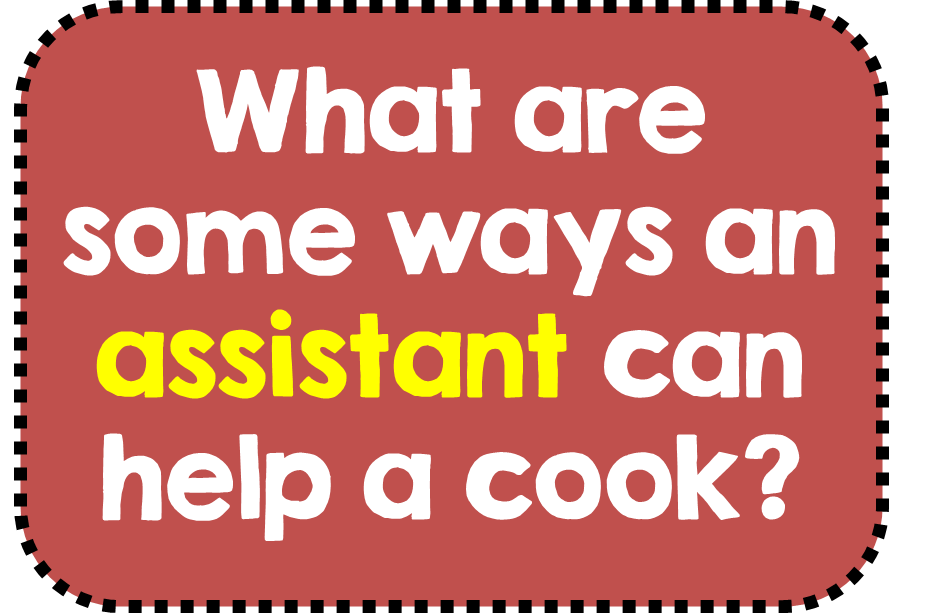 What are
some ways an
assistant can
help a cook?